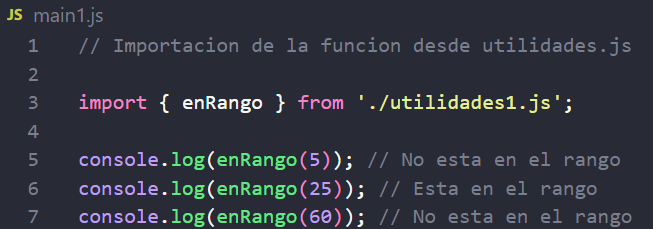 JS main1.js
1 // Importacion de la funcion desde utilidades.js
2
3 import { enRango } from './utilidades1.js';
4
5 console.log(enRango(5)); // No esta en el rango
6 console.log(enRango(25)); // Esta en el rango
7 console.log(enRango(60)); // No esta en el rango